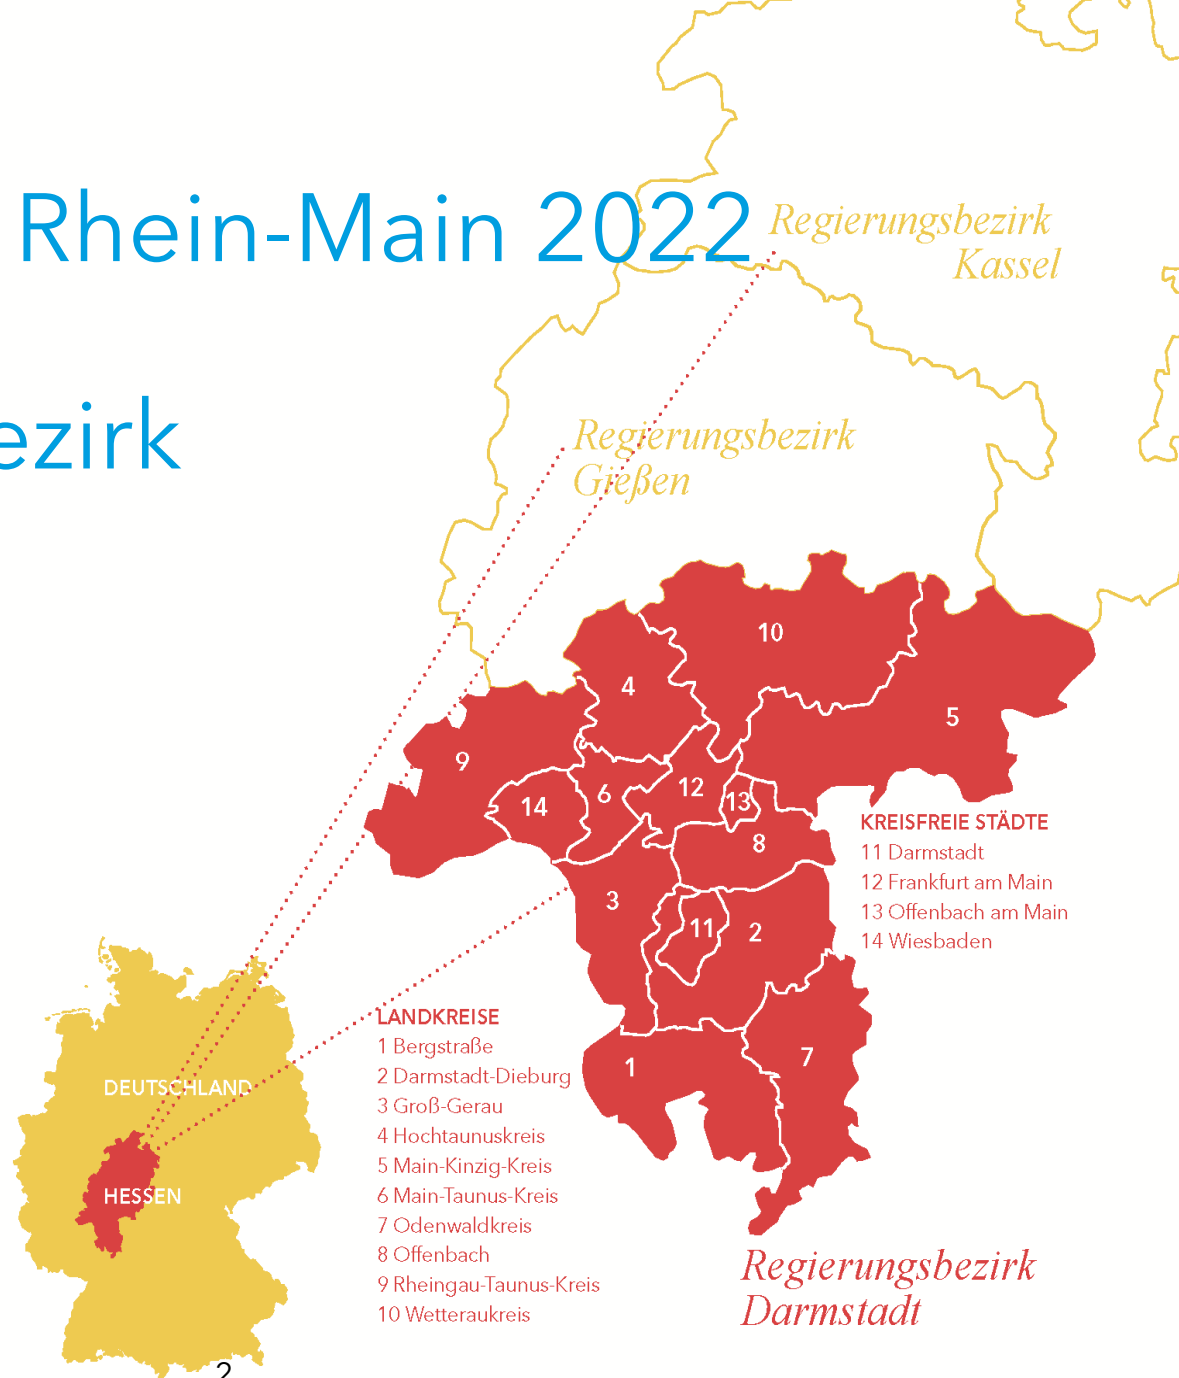 Rhein-Main 2022
Regierungsbezirk
Kassel
ezirk
Regierungsbezirk
Gießen
10
4
5
9
12
6
13
14
8
3
11
2
1
7
KREISFREIE STÄDTE
11 Darmstadt
12 Frankfurt am Main
13 Offenbach am Main
14 Wiesbaden
LANDKREISE
1 Bergstraße
2 Darmstadt-Dieburg
3 Groß-Gerau
4 Hochtaunuskreis
5 Main-Kinzig-Kreis
6 Main-Taunus-Kreis
7 Odenwaldkreis
8 Offenbach
9 Rheingau-Taunus-Kreis
10 Wetteraukreis
DEUTSCHLAND
HESSEN
Regierungsbezirk
Darmstadt
2